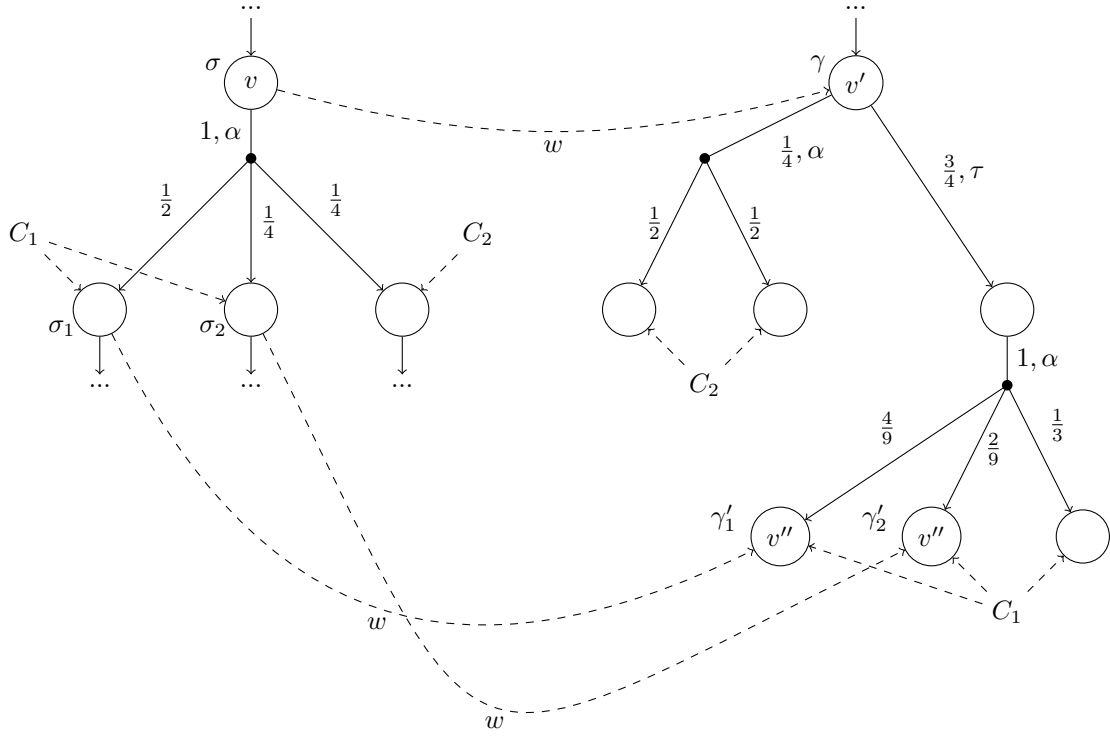 ... ...
σ v γ v′
1, α w 1/4, α 3/4, τ
1/2 1/4 1/4 1/2 1/2
C₁ C₂
σ₁ σ₂ 1, α
... ... ... C₂
4/9 2/9 1/3
γ′₁ v″ γ′₂ v″
C₁
w
w